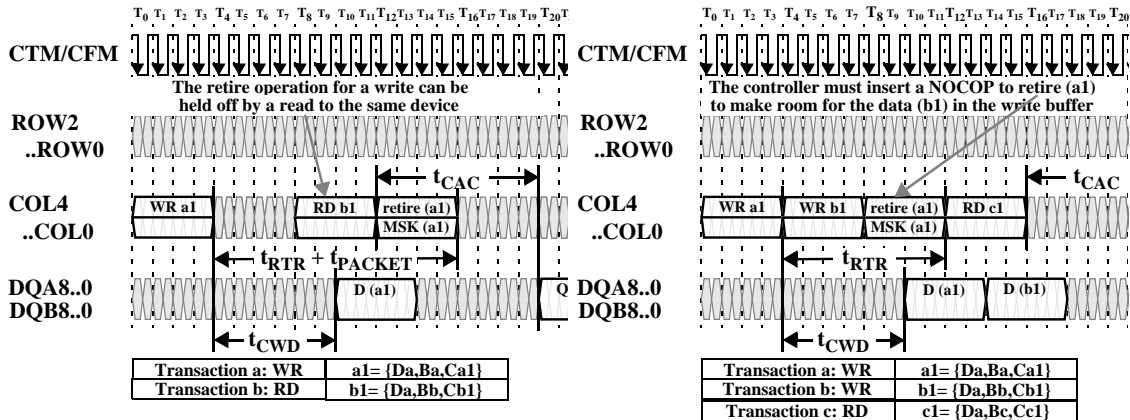 T0 T1 T2 T3 T4 T5 T6 T7 T8 T9 T10 T11 T12 T13 T14 T15 T16 T17 T18 T19 T20
CTM/CFM
The retire operation for a write can be
held off by a read to the same device
ROW2
..ROW0
tCAC
COL4
..COL0
WR a1
RD b1
retire (a1)
MSK (a1)
tRTR + tPACKET
DQA8..0
DQB8..0
D (a1)
Q
tCWD
Transaction a: WR a1= {Da,Ba,Ca1}
Transaction b: RD b1= {Da,Bb,Cb1}
T0 T1 T2 T3 T4 T5 T6 T7 T8 T9 T10 T11 T12 T13 T14 T15 T16 T17 T18 T19 T20
CTM/CFM
The controller must insert a NOCOP to retire (a1)
to make room for the data (b1) in the write buffer
ROW2
..ROW0
tCAC
COL4
..COL0
WR a1
WR b1
retire (a1)
MSK (a1)
RD c1
tRTR
DQA8..0
DQB8..0
D (a1)
D (b1)
tCWD
Transaction a: WR a1= {Da,Ba,Ca1}
Transaction b: WR b1= {Da,Bb,Cb1}
Transaction c: RD c1= {Da,Bc,Cc1}